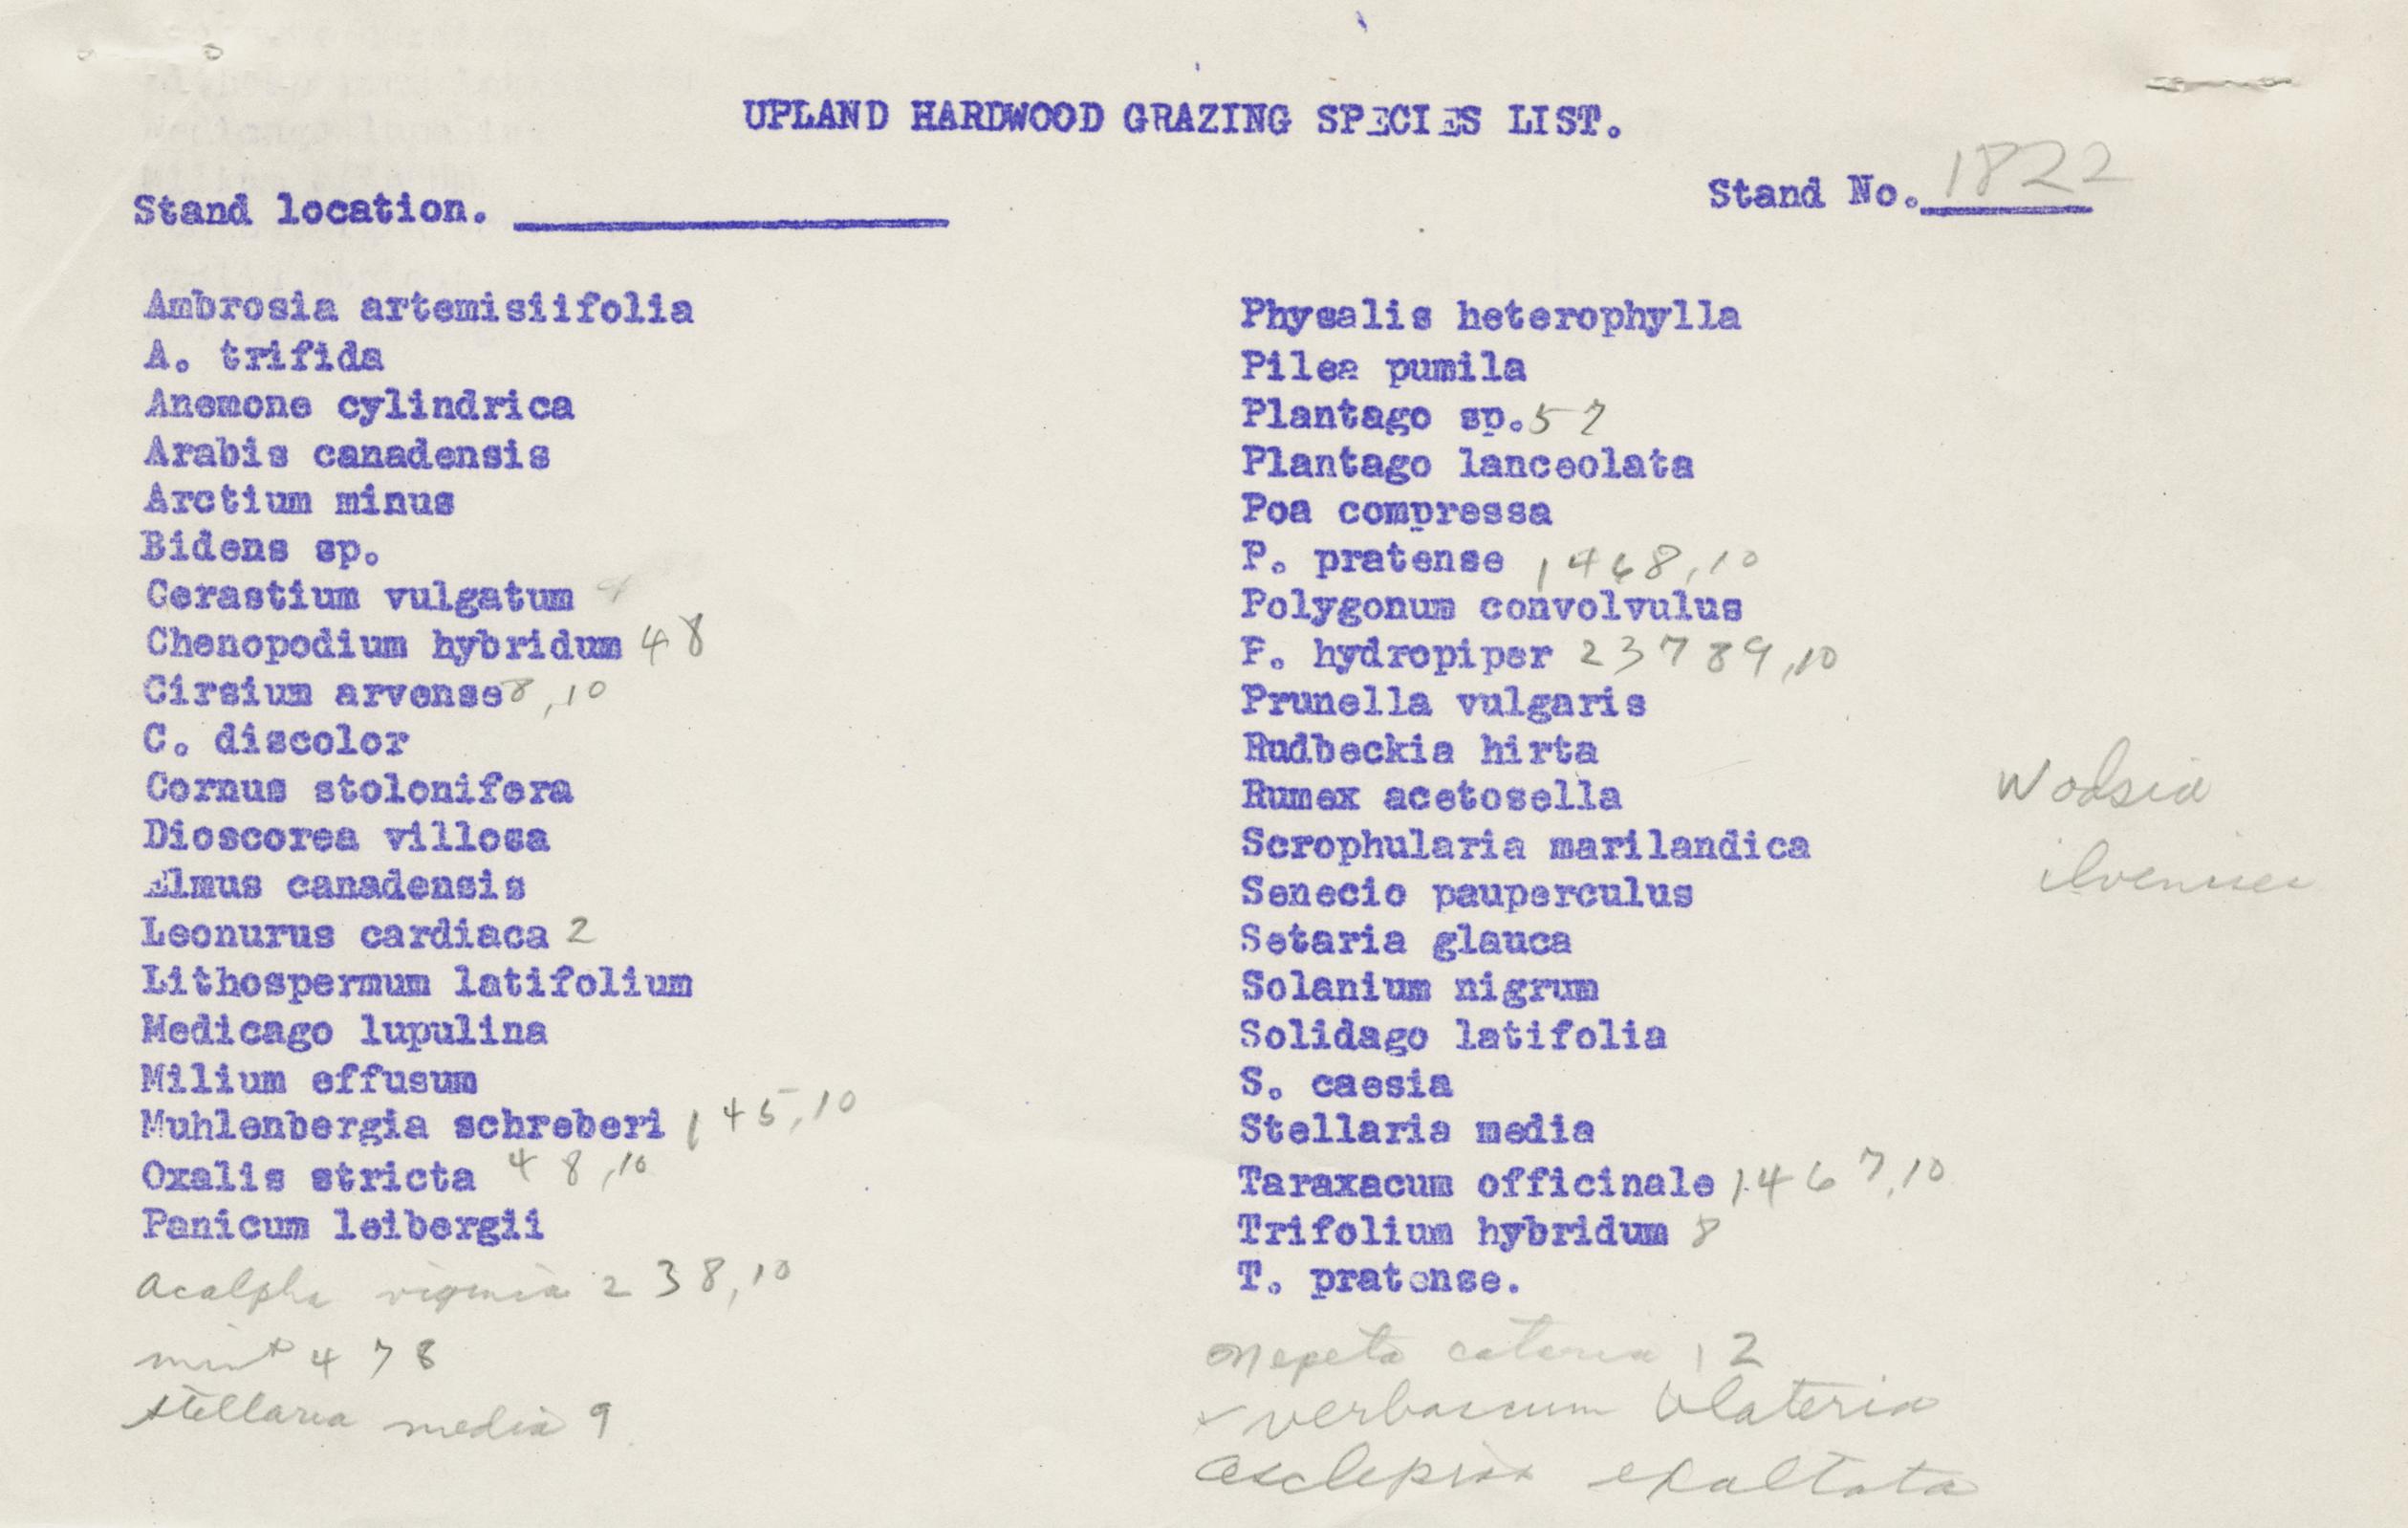 UPLAND HARDWOOD GRAZING SPECIES LIST.
Stand No. 1822
Stand location.
Ambrosia artemisiifolia
A. trifida
Anemone cylindrica
Arabis canadensis
Arctium minus
Bidens sp.
Cerastium vulgatum
Chenopodium hybridum 4 8
Cirsium arvense 8, 10
C. discolor
Cornus stolonifera
Dioscorea villosa
Elmus canadensis
Leonurus cardiaca 2
Lithospermum latifolium
Medicago lupulina
Milium effusum
Muhlenbergia schreberi 1 4 5, 10
Oxalis stricta 4 8, 10
Panicum leibergii
acalpha virginia 2 3 8, 10
mint 4 7 8
stellaria media 9
Physalis heterophylla
Pilea pumila
Plantago sp. 5 7
Plantago lanceolata
Poa compressa
P. pratense 1 4 6 8, 10
Polygonum convolvulus
P. hydropiper 2 3 7 8 9, 10
Prunella vulgaris
Rudbeckia hirta
Rumex acetosella
Scrophularia marilandica
Senecio pauperculus
Setaria glauca
Solanium nigrum
Solidago latifolia
S. caesia
Stellaria media
Taraxacum officinale 1 4 6 7, 10
Trifolium hybridum 8
T. pratense.
Nepeta cataria 1 2
verbascum blateria
asclepias exaltata
Wodsia